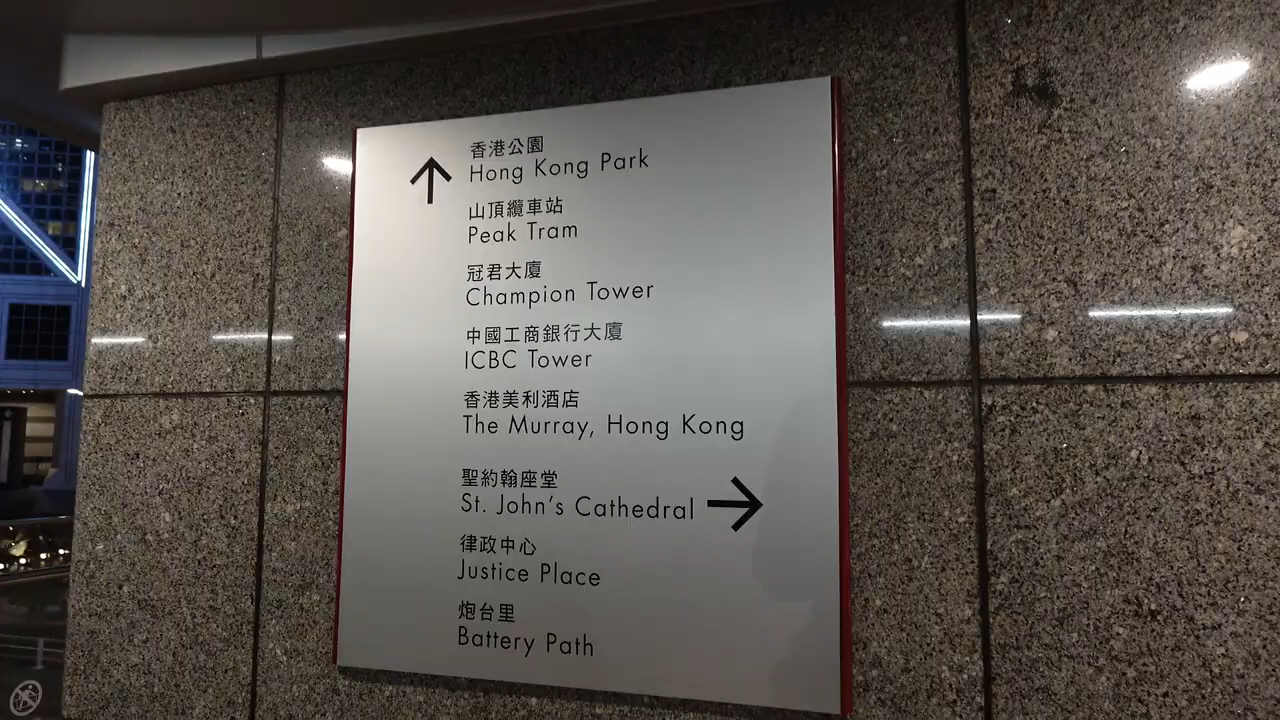 香港公園
Hong Kong Park
山頂纜車站
Peak Tram
冠君大廈
Champion Tower
中國工商銀行大廈
ICBC Tower
香港美利酒店
The Murray, Hong Kong
聖約翰座堂
St. John's Cathedral
律政中心
Justice Place
炮台里
Battery Path